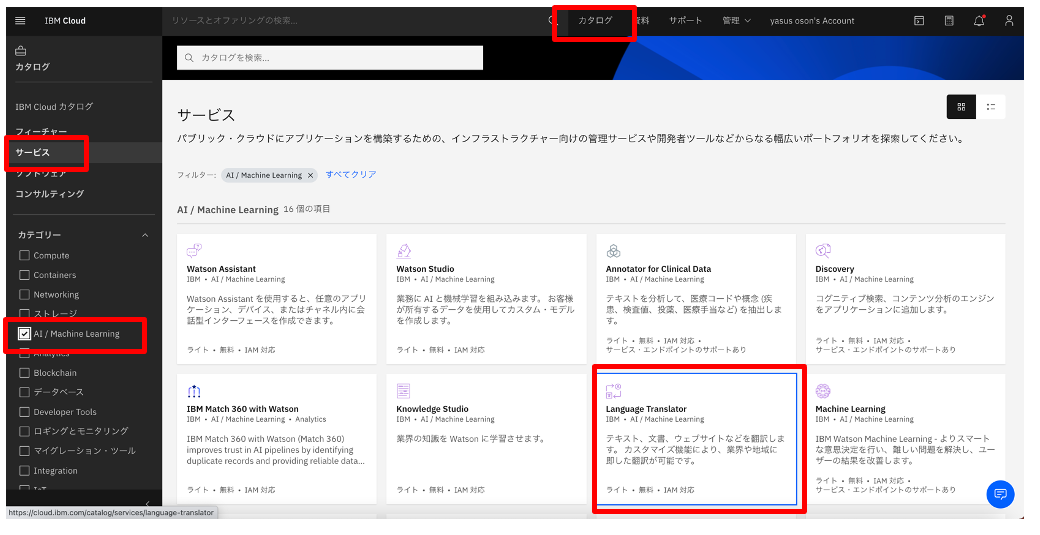 IBM Cloud
リソースとオファリングの検索...
カタログ
資料
サポート
管理
yasus oson's Account
カタログ
カタログを検索...
IBM Cloud カタログ
フィーチャー
サービス
ソフトウェア
コンサルティング
カテゴリー
Compute
Containers
Networking
ストレージ
AI / Machine Learning
Analytics
Blockchain
データベース
Developer Tools
ロギングとモニタリング
マイグレーション・ツール
Integration
IoT
https://cloud.ibm.com/catalog/services/language-translator
サービス
パブリック・クラウドにアプリケーションを構築するための、インフラストラクチャー向けの管理サービスや開発者ツールなどからなる幅広いポートフォリオを探索してください。
フィルター:
AI / Machine Learning ×
すべてクリア
AI / Machine Learning 16 個の項目
Watson Assistant
IBM • AI / Machine Learning
Watson Assistant を使用すると、任意のアプリ
ケーション、デバイス、またはチャネル内に会
話型インターフェースを作成できます。
ライト • 無料 • IAM 対応
Watson Studio
IBM • AI / Machine Learning
業務に AI と機械学習を組み込みます。 お客様
が所有するデータを使用してカスタム・モデル
を作成します。
ライト • 無料 • IAM 対応
Annotator for Clinical Data
IBM • AI / Machine Learning
テキストを分析して、医療コードや概念 (疾
患、検査値、投薬、医療手当など) を抽出しま
す。
ライト • 無料 • IAM 対応 •
サービス・エンドポイントのサポートあり
Discovery
IBM • AI / Machine Learning
コグニティブ検索、コンテンツ分析のエンジン
をアプリケーションに追加します。
ライト • 無料 • IAM 対応 •
サービス・エンドポイントのサポートあり
IBM Match 360 with Watson
IBM • AI / Machine Learning • Analytics
IBM Match 360 with Watson (Match 360)
improves trust in AI pipelines by identifying
duplicate records and providing reliable data...
ライト • 無料 • IAM 対応
Knowledge Studio
IBM • AI / Machine Learning
業界の知識を Watson に学習させます。
ライト • 無料 • IAM 対応
Language Translator
IBM • AI / Machine Learning
テキスト、文書、ウェブサイトなどを翻訳しま
す。 カスタマイズ機能により、業界や地域に
即した翻訳が可能です。
ライト • 無料 • IAM 対応
Machine Learning
IBM • AI / Machine Learning
IBM Watson Machine Learning - よりスマート
な意思決定を行い、難しい問題を解決し、ユー
ザーの結果を改善します。
ライト • 無料 • IAM 対応 •
サービス・エンドポイントのサポートあり